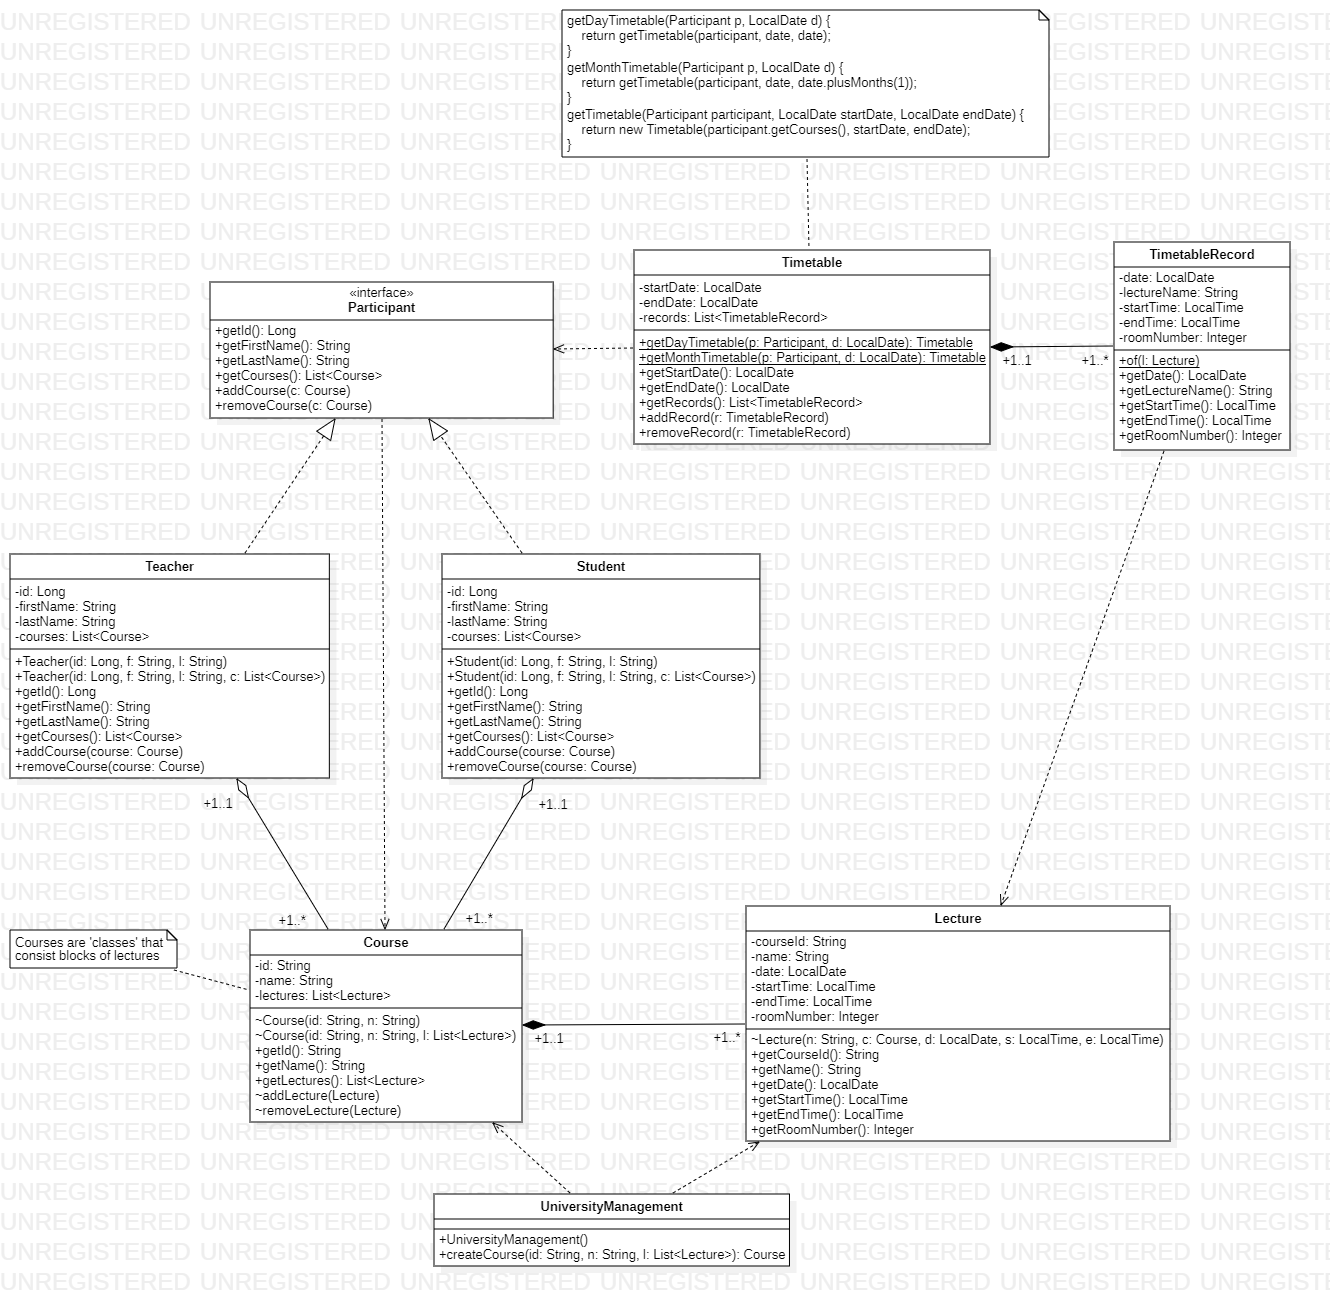 getDayTimetable(Participant p, LocalDate d) {
return getTimetable(participant, date, date);
}
getMonthTimetable(Participant p, LocalDate d) {
return getTimetable(participant, date, date.plusMonths(1));
}
getTimetable(Participant participant, LocalDate startDate, LocalDate endDate) {
return new Timetable(participant.getCourses(), startDate, endDate);
}
«interface»
Participant
+getId(): Long
+getFirstName(): String
+getLastName(): String
+getCourses(): List<Course>
+addCourse(c: Course)
+removeCourse(c: Course)
Timetable
-startDate: LocalDate
-endDate: LocalDate
-records: List<TimetableRecord>
+getDayTimetable(p: Participant, d: LocalDate): Timetable
+getMonthTimetable(p: Participant, d: LocalDate): Timetable
+getStartDate(): LocalDate
+getEndDate(): LocalDate
+getRecords(): List<TimetableRecord>
+addRecord(r: TimetableRecord)
+removeRecord(r: TimetableRecord)
+1..1
+1..*
TimetableRecord
-date: LocalDate
-lectureName: String
-startTime: LocalTime
-endTime: LocalTime
-roomNumber: Integer
+of(l: Lecture)
+getDate(): LocalDate
+getLectureName(): String
+getStartTime(): LocalTime
+getEndTime(): LocalTime
+getRoomNumber(): Integer
Teacher
-id: Long
-firstName: String
-lastName: String
-courses: List<Course>
+Teacher(id: Long, f: String, l: String)
+Teacher(id: Long, f: String, l: String, c: List<Course>)
+getId(): Long
+getFirstName(): String
+getLastName(): String
+getCourses(): List<Course>
+addCourse(course: Course)
+removeCourse(course: Course)
Student
-id: Long
-firstName: String
-lastName: String
-courses: List<Course>
+Student(id: Long, f: String, l: String)
+Student(id: Long, f: String, l: String, c: List<Course>)
+getId(): Long
+getFirstName(): String
+getLastName(): String
+getCourses(): List<Course>
+addCourse(course: Course)
+removeCourse(course: Course)
+1..1
+1..1
+1..*
+1..*
Courses are 'classes' that
consist blocks of lectures
Course
-id: String
-name: String
-lectures: List<Lecture>
~Course(id: String, n: String)
~Course(id: String, n: String, l: List<Lecture>)
+getId(): String
+getName(): String
+getLectures(): List<Lecture>
~addLecture(Lecture)
~removeLecture(Lecture)
+1..1
+1..*
Lecture
-courseId: String
-name: String
-date: LocalDate
-startTime: LocalTime
-endTime: LocalTime
-roomNumber: Integer
~Lecture(n: String, c: Course, d: LocalDate, s: LocalTime, e: LocalTime)
+getCourseId(): String
+getName(): String
+getDate(): LocalDate
+getStartTime(): LocalTime
+getEndTime(): LocalTime
+getRoomNumber(): Integer
UniversityManagement
+UniversityManagement()
+createCourse(id: String, n: String, l: List<Lecture>): Course
UNREGISTERED